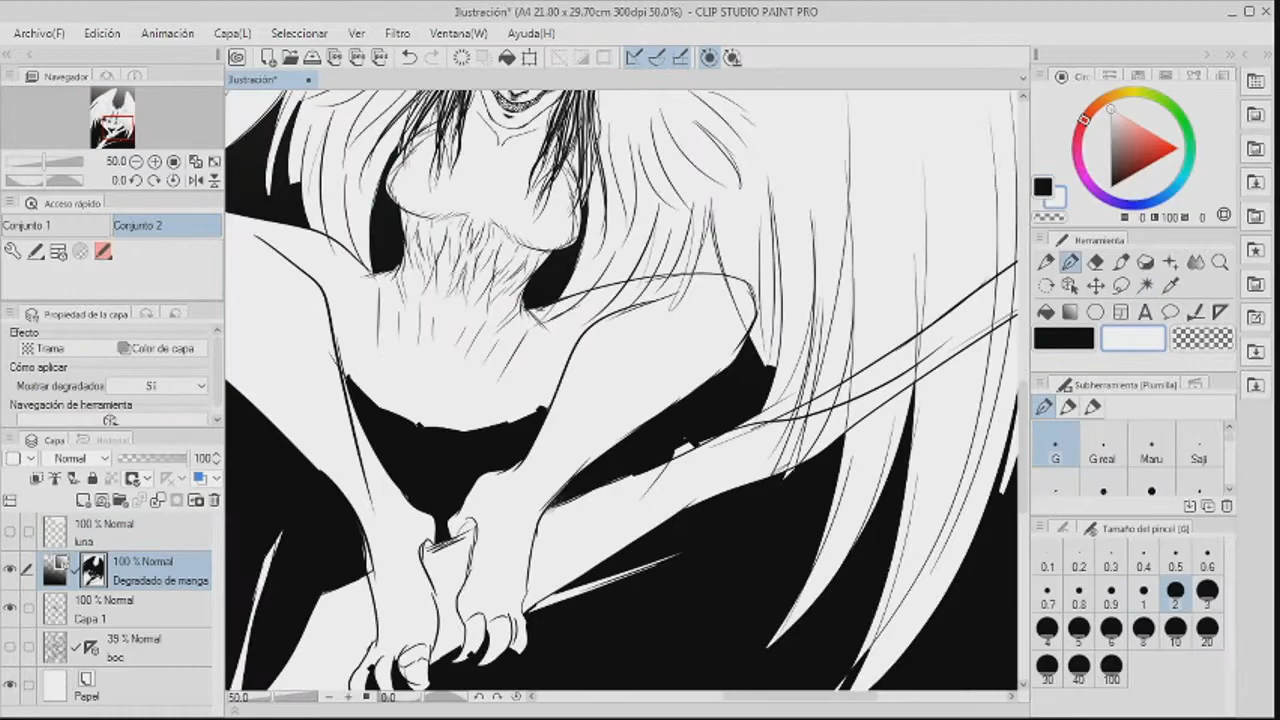 Ilustración* (A4 21.00 x 29.70cm 300dpi 50.0%) - CLIP STUDIO PAINT PRO
Archivo(F) Edición Animación Capa(L) Seleccionar Ver Filtro Ventana(W) Ayuda(H)
Navegador
Ilustración*
50.0
0.0
Acceso rápido
Conjunto 1 Conjunto 2
Propiedad de la capa
Efecto
Trama Color de capa
Cómo aplicar
Mostrar degradados Sí
Navegación de herramienta
Capa Historial
Normal 100
100 % Normal
luna
100 % Normal
Degradado de manga
100 % Normal
Capa 1
39 % Normal
boc
Papel
50.0 0.0
0 100 0
Herramienta
Subherramienta (Plumilla)
G G real Maru Saji
Tamaño del pincel [G]
0.1 0.2 0.3 0.4 0.5 0.6
0.7 0.8 0.9 1 2 3
4 5 6 8 10 20
30 40 100